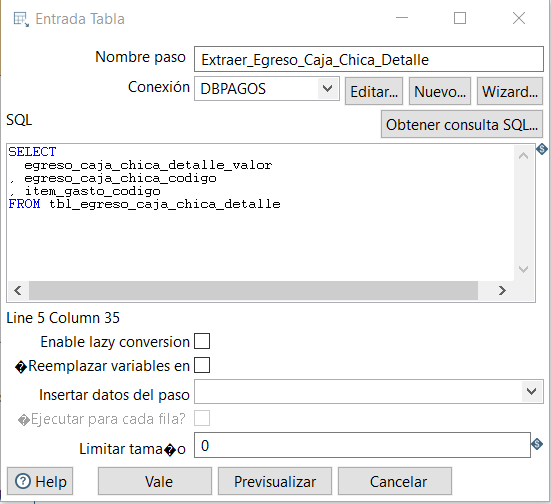 Entrada Tabla
Nombre paso Extraer_Egreso_Caja_Chica_Detalle
Conexión DBPAGOS Editar... Nuevo... Wizard...
SQL Obtener consulta SQL...
SELECT
  egreso_caja_chica_detalle_valor
, egreso_caja_chica_codigo
, item_gasto_codigo
FROM tbl_egreso_caja_chica_detalle
Line 5 Column 35
Enable lazy conversion
�Reemplazar variables en
Insertar datos del paso
�Ejecutar para cada fila?
Limitar tama�o 0
Help Vale Previsualizar Cancelar